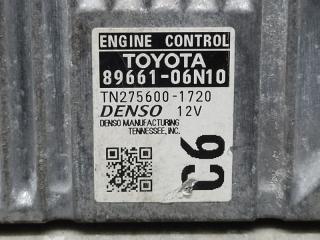 ENGINE CONTROL
TOYOTA
89661-06N10
TN275600-1720
DENSO 12V
DENSO MANUFACTURING
TENNESSEE, INC.
C6